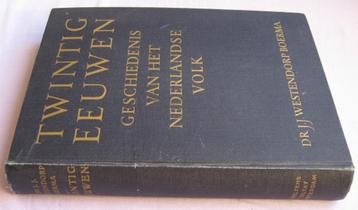 TWINTIG
EEUWEN
GESCHIEDENIS
VAN HET
NEDERLANDSE
VOLK
DR J.J. WESTENDORP BOERMA